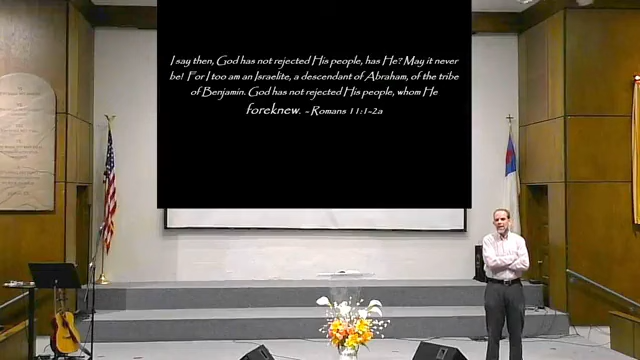 I say then, God has not rejected His people, has He? May it never
be! For I too am an Israelite, a descendant of Abraham, of the tribe
of Benjamin. God has not rejected His people, whom He
foreknew. - Romans 11:1-2a